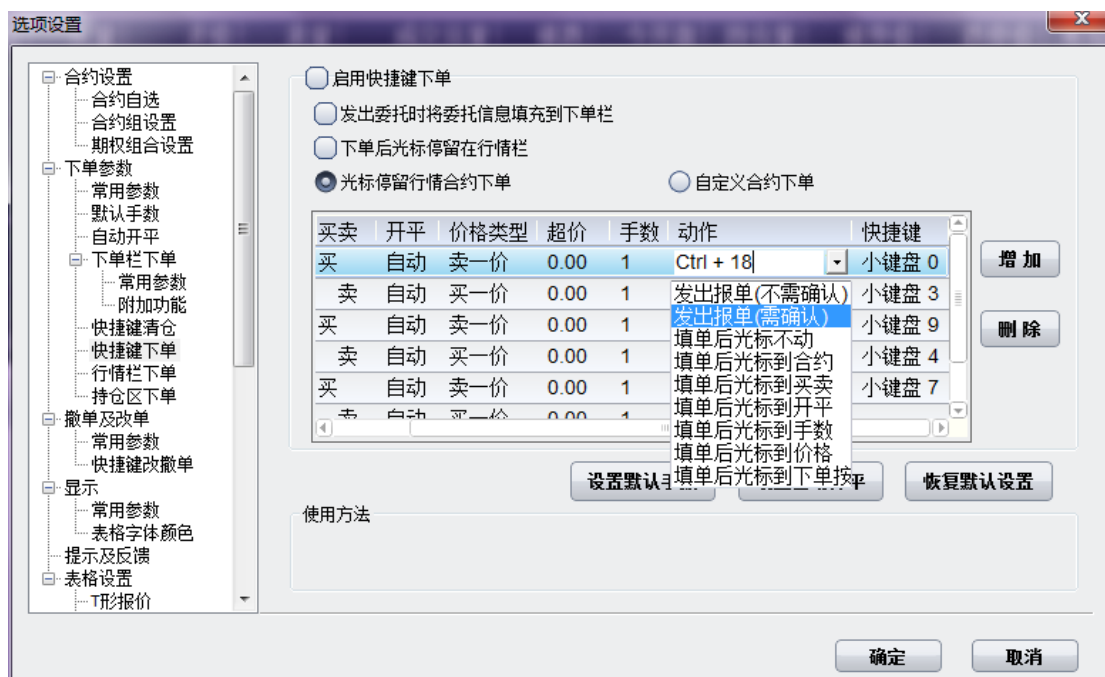 选项设置
合约设置
合约自选
合约组设置
期权组合设置
下单参数
常用参数
默认手数
自动开平
下单栏下单
常用参数
附加功能
快捷键清仓
快捷键下单
行情栏下单
持仓区下单
撤单及改单
常用参数
快捷键改撤单
显示
常用参数
表格字体颜色
提示及反馈
表格设置
T形报价
启用快捷键下单
发出委托时将委托信息填充到下单栏
下单后光标停留在行情栏
光标停留行情合约下单 自定义合约下单
买卖 开平 价格类型 超价 手数 动作 快捷键
买 自动 卖一价 0.00 1 Ctrl + 18 小键盘 0
卖 自动 买一价 0.00 1 小键盘 3
买 自动 卖一价 0.00 1 小键盘 9
卖 自动 买一价 0.00 1 小键盘 4
买 自动 卖一价 0.00 1 小键盘 7
卖 自动 买一价 0.00 1
发出报单(不需确认)
发出报单(需确认)
填单后光标不动
填单后光标到合约
填单后光标到买卖
填单后光标到开平
填单后光标到手数
填单后光标到价格
填单后光标到下单按
增 加
删 除
设置默认手 平 恢复默认设置
使用方法
确定 取消